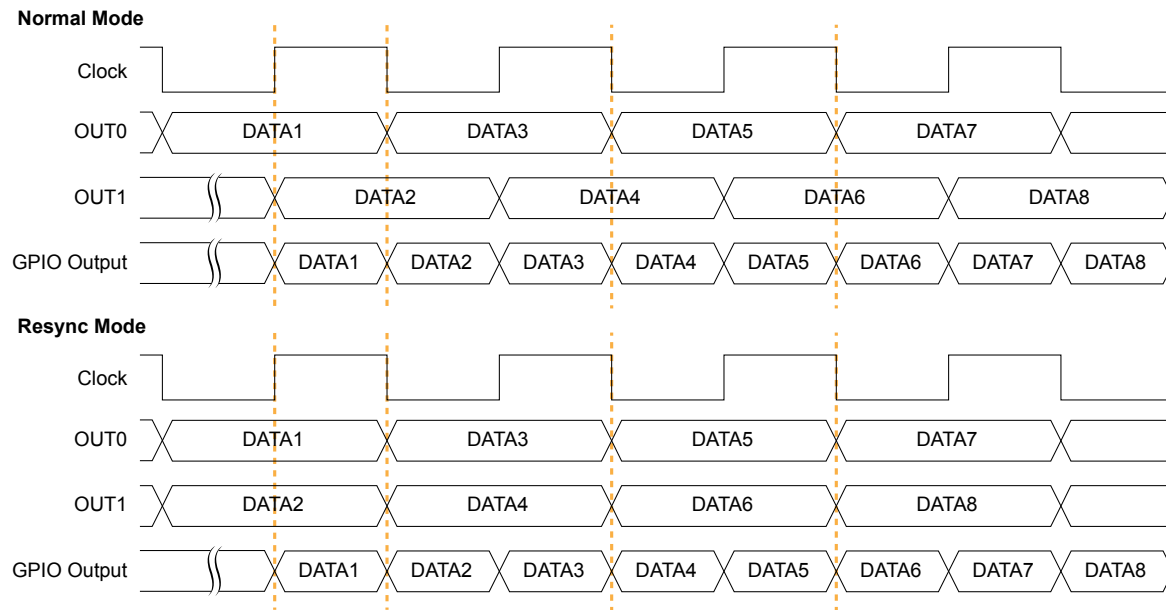 Normal Mode
Clock
OUT0 DATA1 DATA3 DATA5 DATA7
OUT1 DATA2 DATA4 DATA6 DATA8
GPIO Output DATA1 DATA2 DATA3 DATA4 DATA5 DATA6 DATA7 DATA8
Resync Mode
Clock
OUT0 DATA1 DATA3 DATA5 DATA7
OUT1 DATA2 DATA4 DATA6 DATA8
GPIO Output DATA1 DATA2 DATA3 DATA4 DATA5 DATA6 DATA7 DATA8